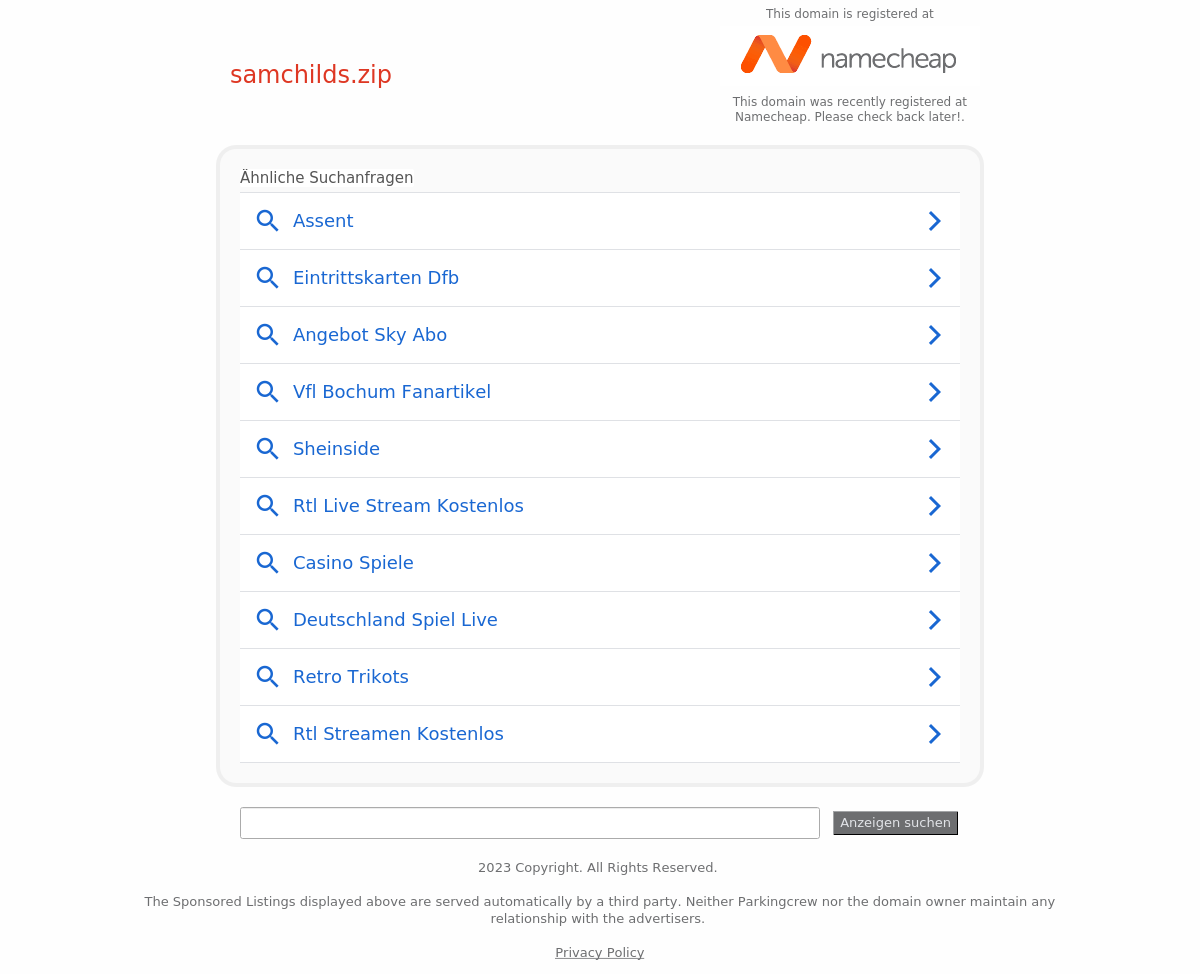 This domain is registered at
namecheap
samchilds.zip
This domain was recently registered at
Namecheap. Please check back later!.
Ähnliche Suchanfragen
Assent
Eintrittskarten Dfb
Angebot Sky Abo
Vfl Bochum Fanartikel
Sheinside
Rtl Live Stream Kostenlos
Casino Spiele
Deutschland Spiel Live
Retro Trikots
Rtl Streamen Kostenlos
Anzeigen suchen
2023 Copyright. All Rights Reserved.
The Sponsored Listings displayed above are served automatically by a third party. Neither Parkingcrew nor the domain owner maintain any
relationship with the advertisers.
Privacy Policy